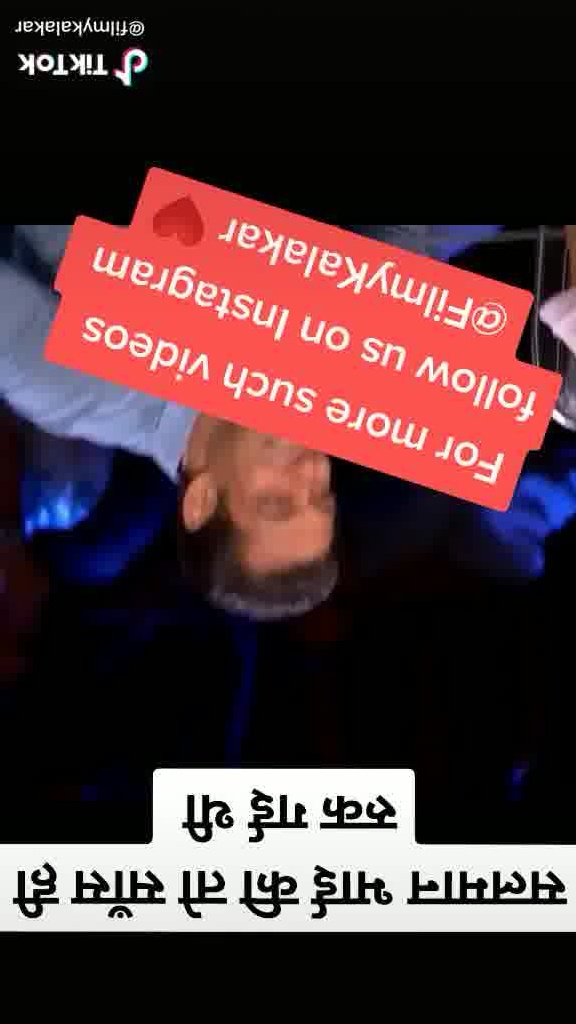 सलमान भाई की तो साँस ही
रुक गई थी
For more such videos
follow us on Instagram
@FilmyKalakar ❤
TikTok
@filmykalakar